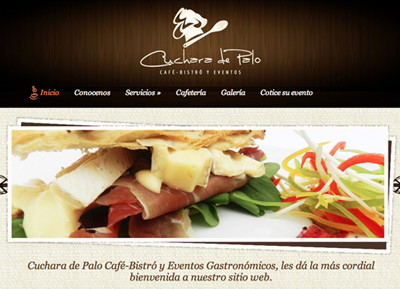 Cuchara de Palo
CAFÉ-BISTRÓ Y EVENTOS
Inicio Conocenos Servicios » Cafetería Galería Cotice su evento
Cuchara de Palo Café-Bistró y Eventos Gastronómicos, les dá la más cordial
bienvenida a nuestro sitio web.